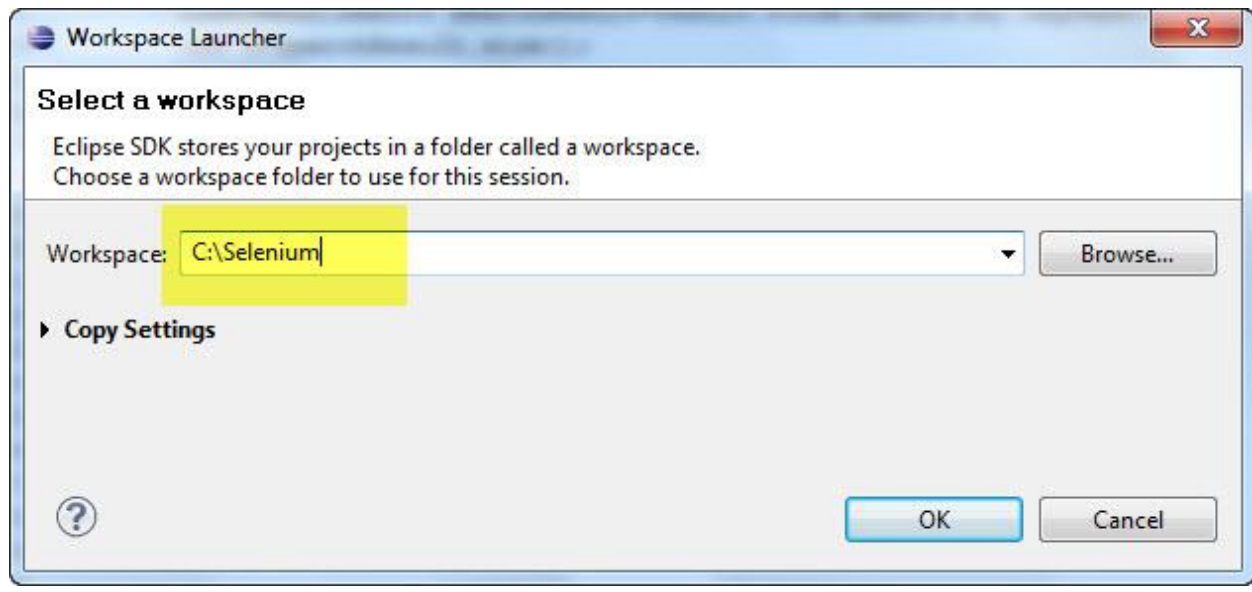 Workspace Launcher
Select a workspace
Eclipse SDK stores your projects in a folder called a workspace.
Choose a workspace folder to use for this session.
Workspace: C:\Selenium Browse...
Copy Settings
OK Cancel